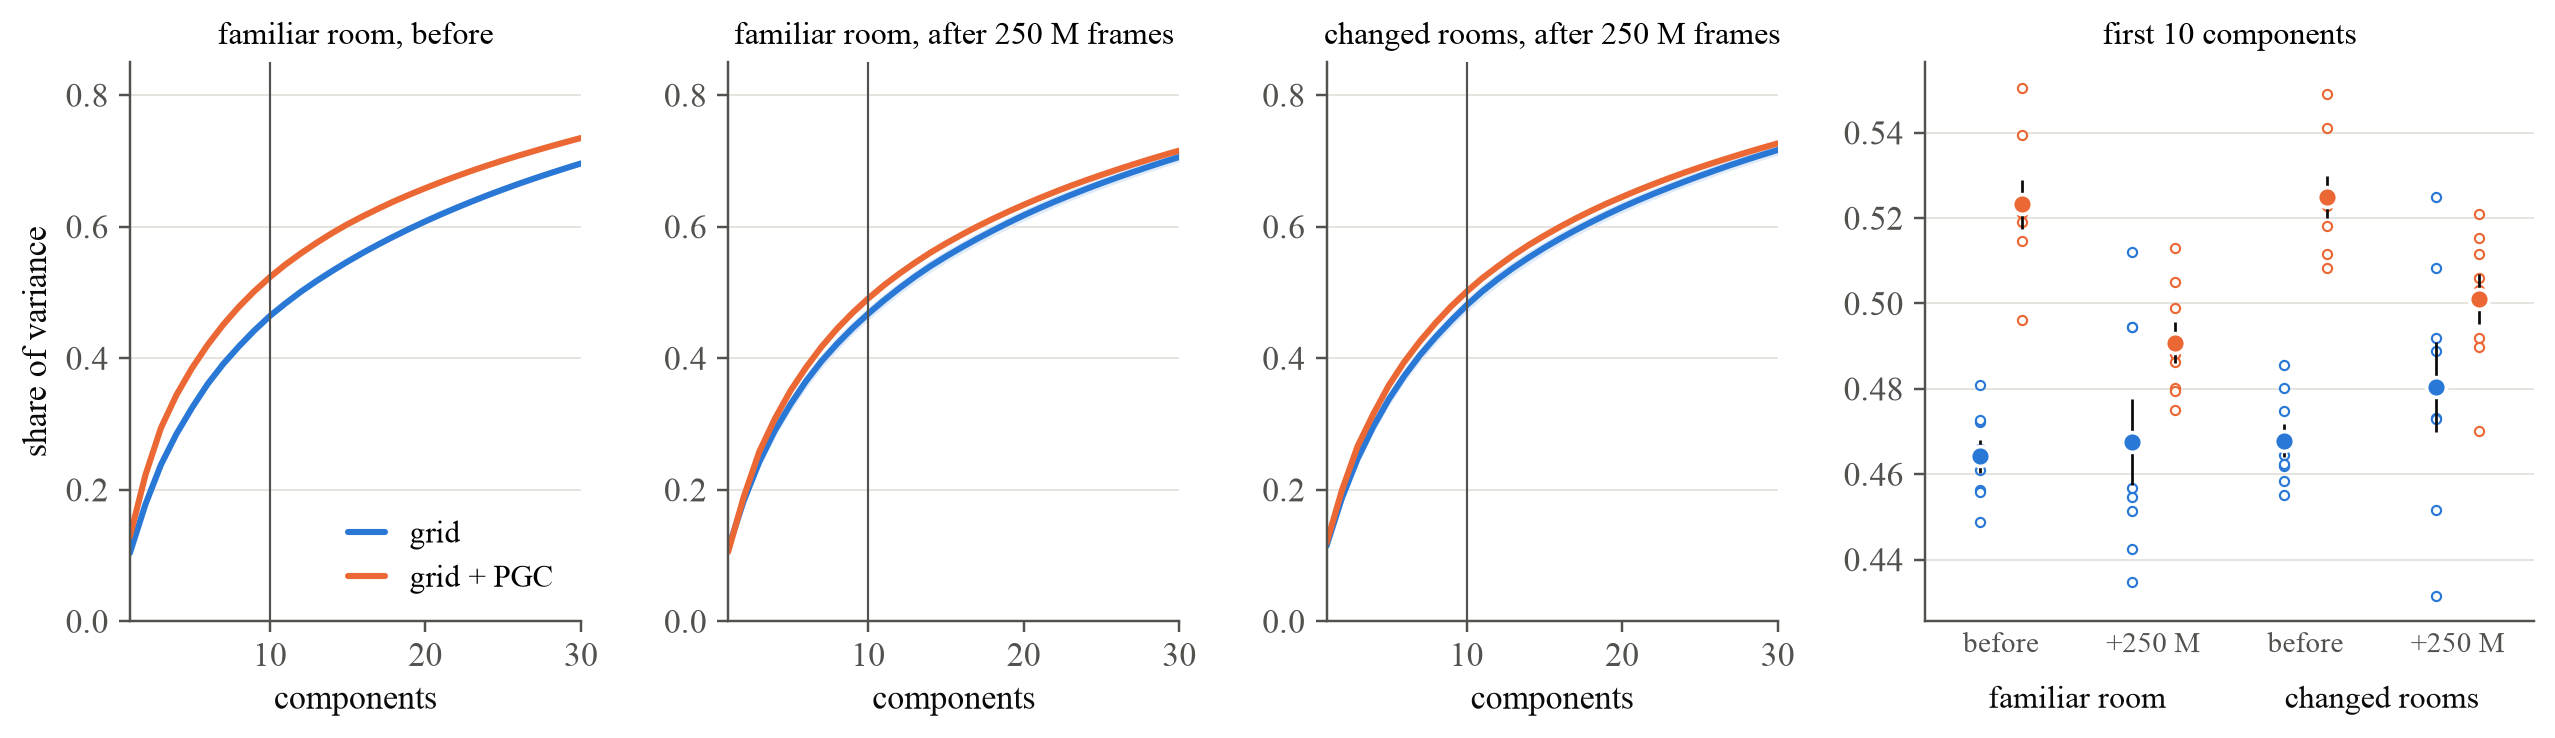 familiar room, before
familiar room, after 250 M frames
changed rooms, after 250 M frames
first 10 components
share of variance
0.8
0.6
0.4
0.2
0.0
10
20
30
components
grid
grid + PGC
0.8
0.6
0.4
0.2
0.0
10
20
30
components
0.8
0.6
0.4
0.2
0.0
10
20
30
components
0.54
0.52
0.50
0.48
0.46
0.44
before
+250 M
before
+250 M
familiar room
changed rooms